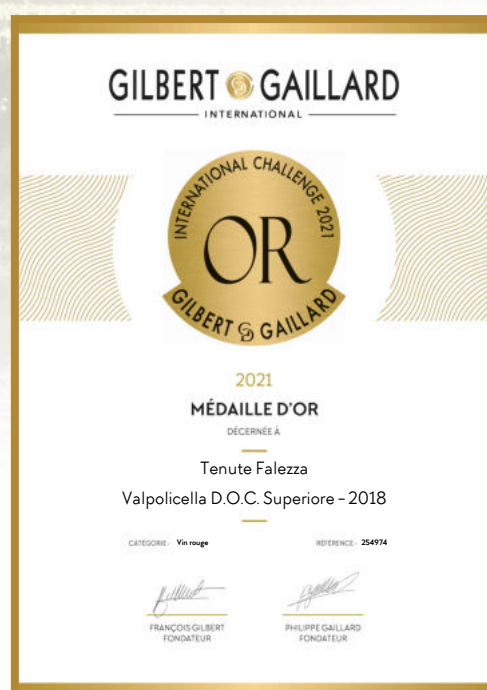 GILBERT GAILLARD
INTERNATIONAL
INTERNATIONAL CHALLENGE 2021
OR
GILBERT GG GAILLARD
2021
MÉDAILLE D'OR
DÉCERNÉE À
Tenute Falezza
Valpolicella D.O.C. Superiore – 2018
CATÉGORIE : Vin rouge
RÉFÉRENCE : 254974
FRANÇOIS GILBERT
FONDATEUR
PHILIPPE GAILLARD
FONDATEUR